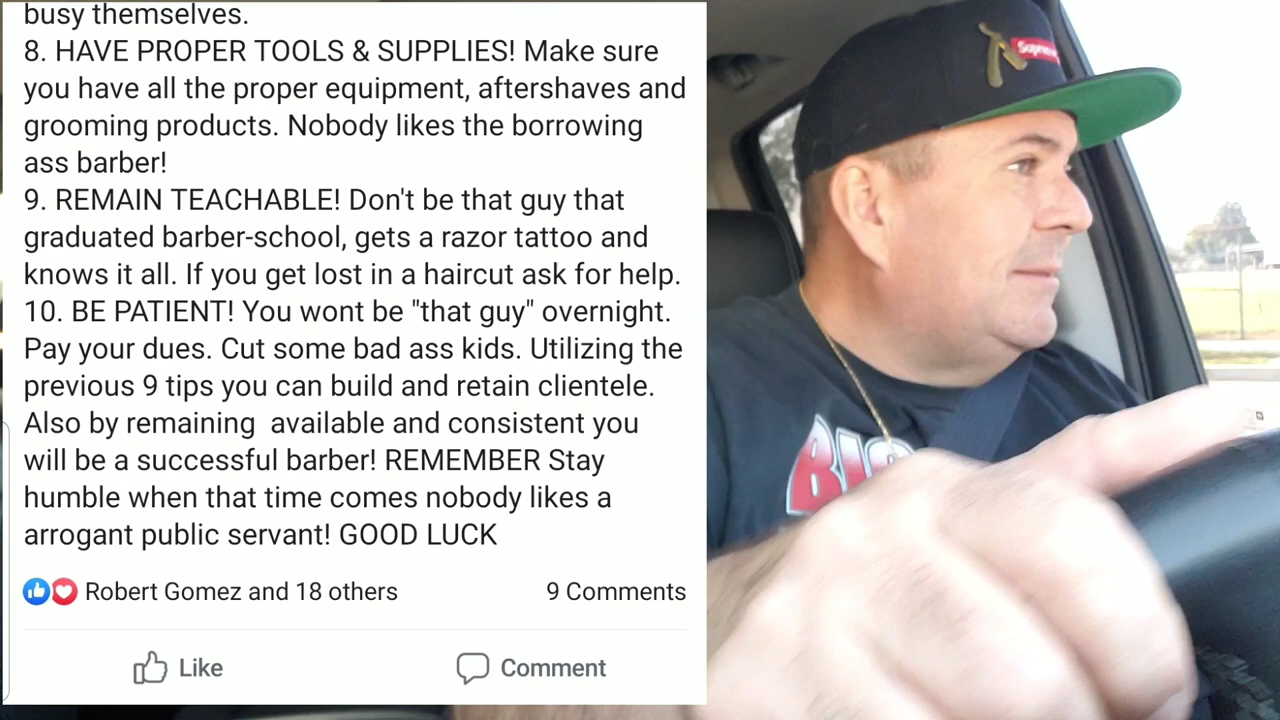 busy themselves.
8. HAVE PROPER TOOLS & SUPPLIES! Make sure
you have all the proper equipment, aftershaves and
grooming products. Nobody likes the borrowing
ass barber!
9. REMAIN TEACHABLE! Don't be that guy that
graduated barber-school, gets a razor tattoo and
knows it all. If you get lost in a haircut ask for help.
10. BE PATIENT! You wont be "that guy" overnight.
Pay your dues. Cut some bad ass kids. Utilizing the
previous 9 tips you can build and retain clientele.
Also by remaining  available and consistent you
will be a successful barber! REMEMBER Stay
humble when that time comes nobody likes a
arrogant public servant! GOOD LUCK
Robert Gomez and 18 others
9 Comments
Like
Comment